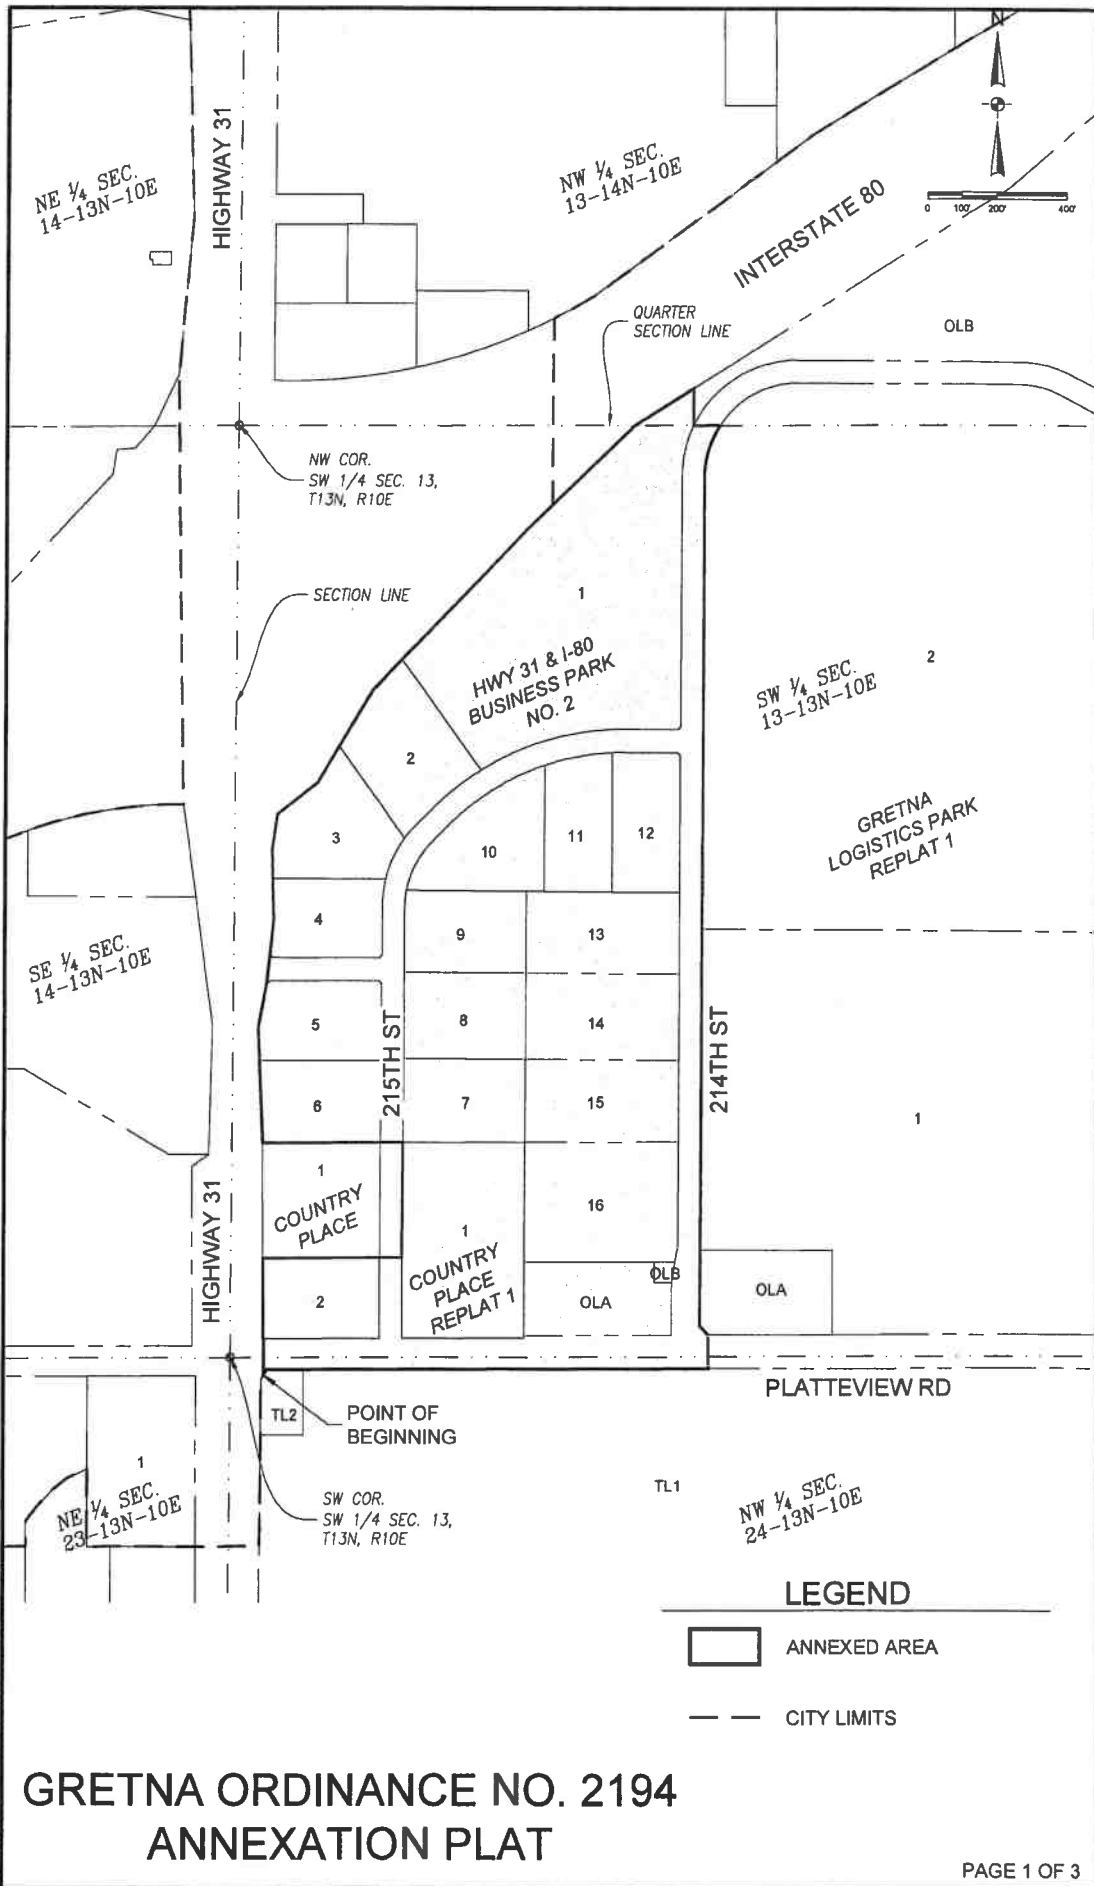 N
HIGHWAY 31
NE ¼ SEC.
14-13N-10E
NW ¼ SEC.
13-14N-10E
INTERSTATE 80
0 100' 200' 400'
QUARTER
SECTION LINE
OLB
NW COR.
SW 1/4 SEC. 13,
T13N, R10E
SECTION LINE
1
HWY 31 & I-80
BUSINESS PARK
NO. 2
2
SW ¼ SEC.
13-13N-10E
2
3
10
11
12
GRETNA
LOGISTICS PARK
REPLAT 1
4
9
13
SE ¼ SEC.
14-13N-10E
5
8
14
215TH ST
214TH ST
6
7
15
1
1
COUNTRY
PLACE
16
HIGHWAY 31
1
COUNTRY
PLACE
REPLAT 1
2
OLB
OLA
OLA
PLATTEVIEW RD
TL2
POINT OF
BEGINNING
1
NE ¼ SEC.
23-13N-10E
SW COR.
SW 1/4 SEC. 13,
T13N, R10E
TL1
NW ¼ SEC.
24-13N-10E
LEGEND
ANNEXED AREA
CITY LIMITS
GRETNA ORDINANCE NO. 2194
ANNEXATION PLAT
PAGE 1 OF 3